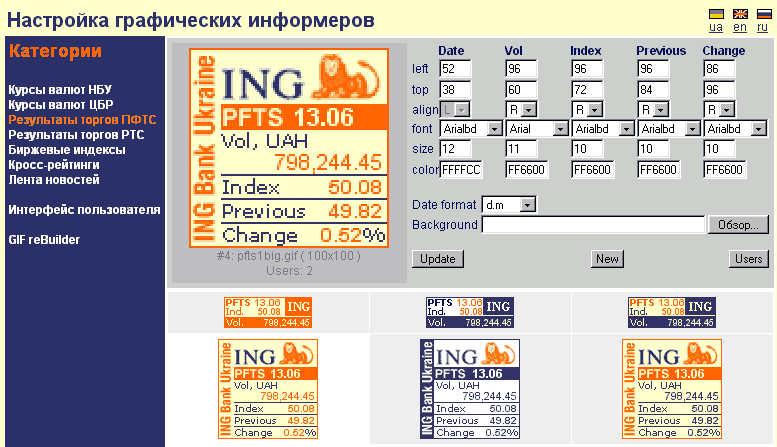 Настройка графических информеров
ua en ru
Категории
Курсы валют НБУ
Курсы валют ЦБР
Результаты торгов ПФТС
Результаты торгов РТС
Биржевые индексы
Кросс-рейтинги
Лента новостей
Интерфейс пользователя
GIF reBuilder
ING Bank Ukraine
ING
PFTS 13.06
Vol, UAH
798,244.45
Index 50.08
Previous 49.82
Change 0.52%
#4: pfts1big.gif ( 100x100 )
Users: 2
Date Vol Index Previous Change
left 52 96 96 96 86
top 38 60 72 84 96
align L R R R R
font Arialbd Arial Arialbd Arialbd Arialbd
size 12 11 10 10 10
color FFFFCC FF6600 FF6600 FF6600 FF6600
Date format d.m
Background Обзор...
Update New Users
PFTS 13.06
Ind. 50.08 ING
Vol. 798,244.45
PFTS 13.06
Ind. 50.08 ING
Vol. 798,244.45
PFTS 13.06
Ind. 50.08 ING
Vol. 798,244.45
ING Bank Ukraine
ING
PFTS 13.06
Vol, UAH
798,244.45
Index 50.08
Previous 49.82
Change 0.52%
ING Bank Ukraine
ING
PFTS 13.06
Vol, UAH
798,244.45
Index 50.08
Previous 49.82
Change 0.52%
ING Bank Ukraine
ING
PFTS 13.06
Vol, UAH
798,244.45
Index 50.08
Previous 49.82
Change 0.52%